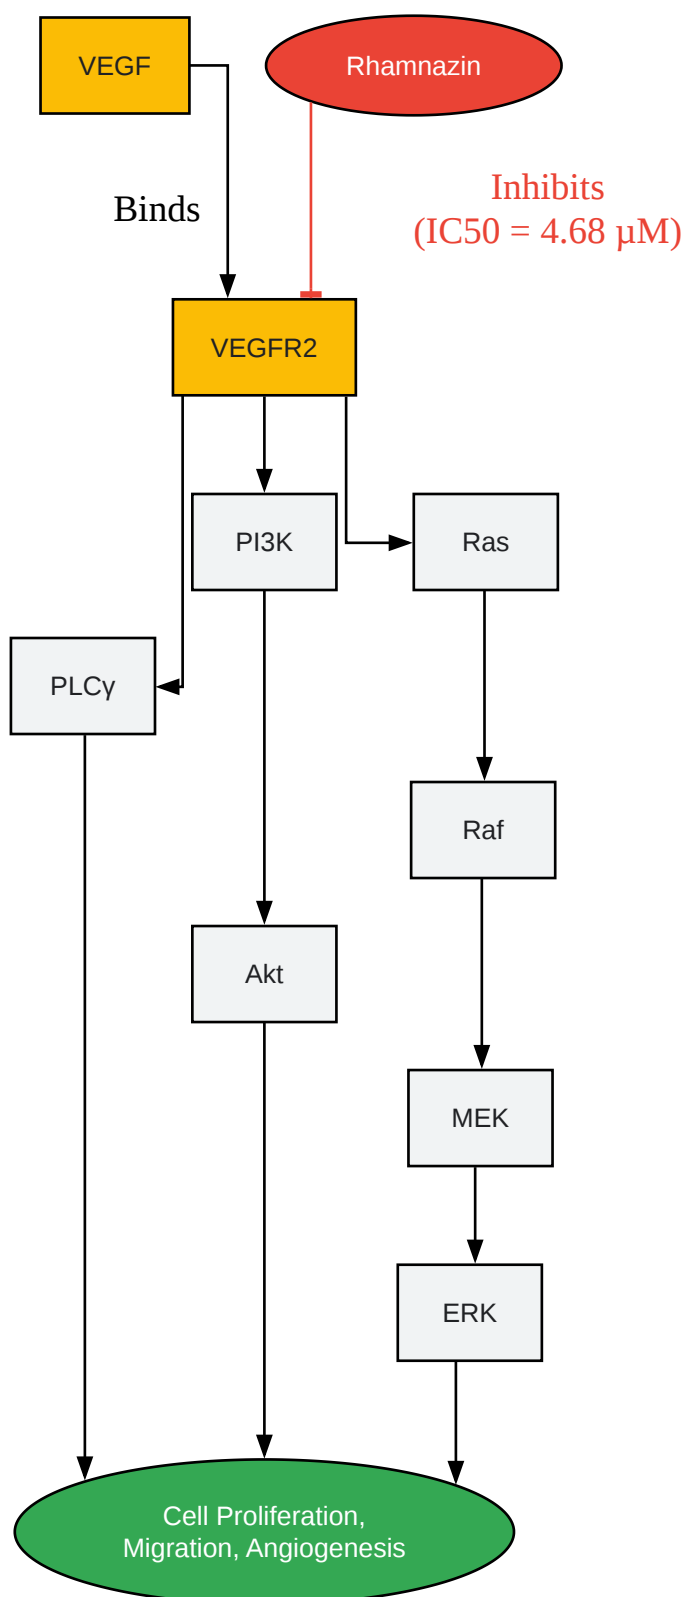 VEGF
Rhamnazin
Binds
Inhibits
(IC50 = 4.68 µM)
VEGFR2
PI3K
Ras
PLCγ
Raf
Akt
MEK
ERK
Cell Proliferation,
Migration, Angiogenesis